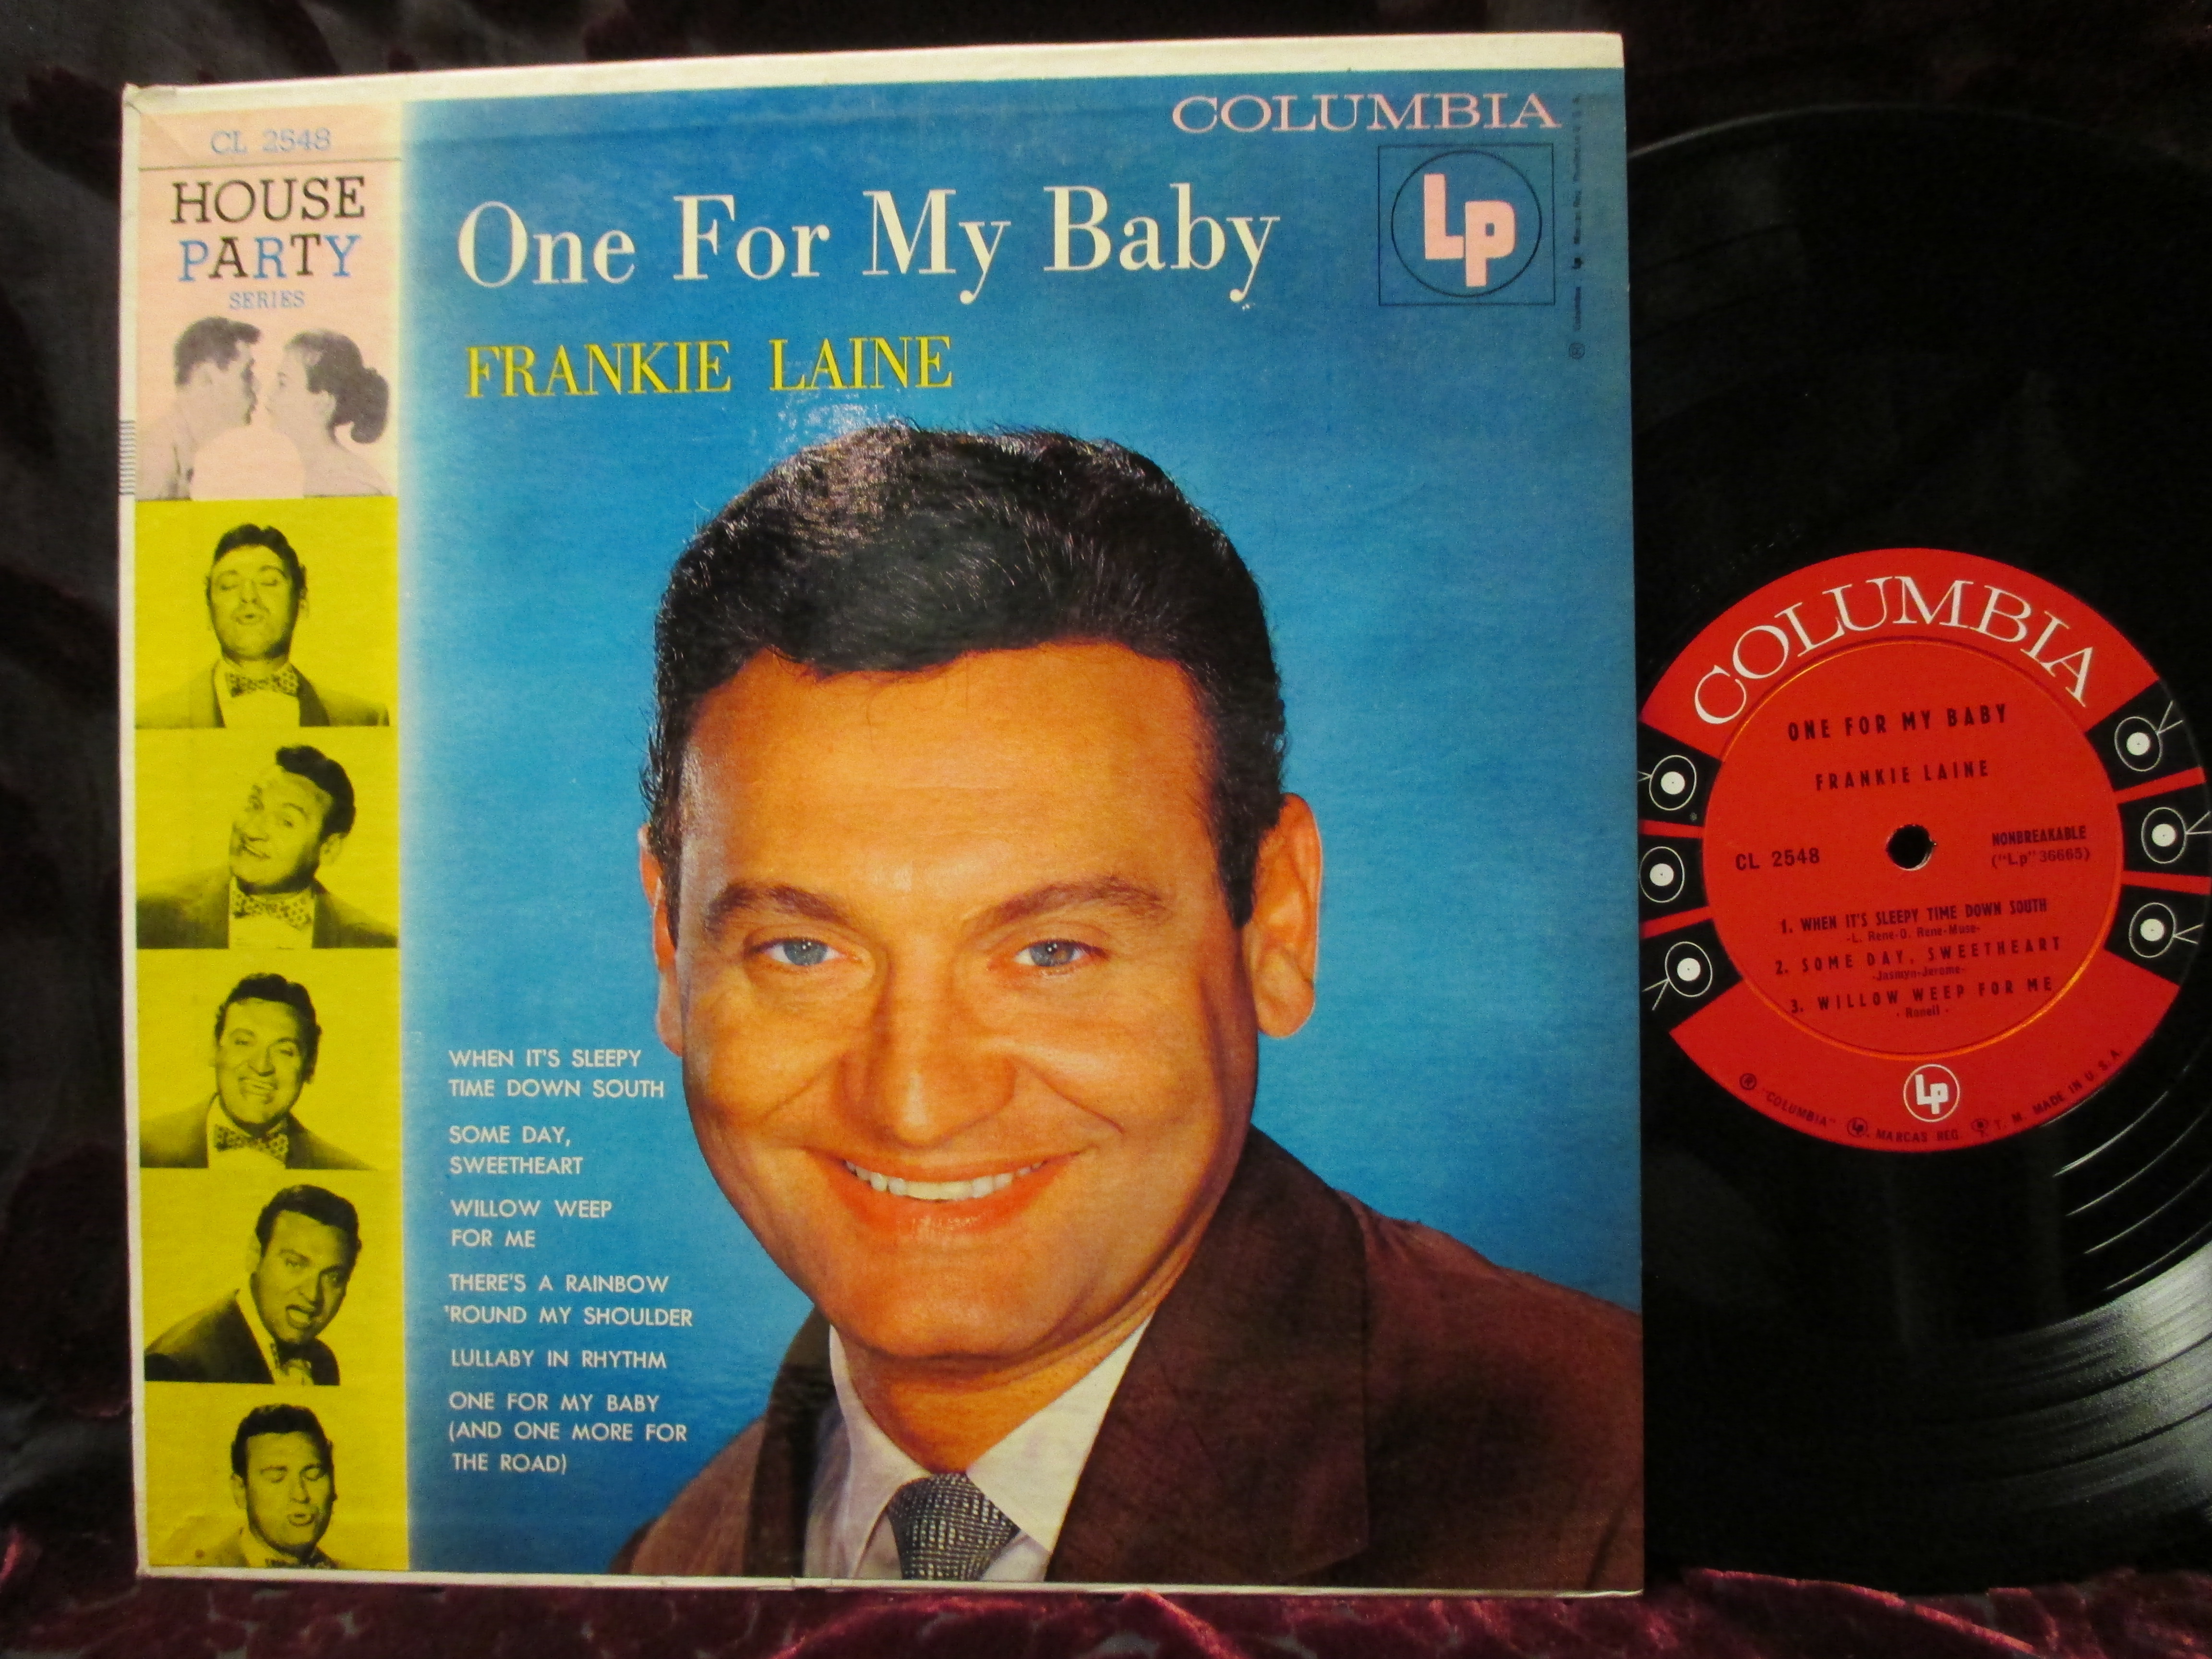 CL 2548
HOUSE
PARTY
SERIES
COLUMBIA
Lp
One For My Baby
FRANKIE LAINE
WHEN IT'S SLEEPY
TIME DOWN SOUTH
SOME DAY,
SWEETHEART
WILLOW WEEP
FOR ME
THERE'S A RAINBOW
'ROUND MY SHOULDER
LULLABY IN RHYTHM
ONE FOR MY BABY
(AND ONE MORE FOR
THE ROAD)
COLUMBIA
ONE FOR MY BABY
FRANKIE LAINE
CL 2548
NONBREAKABLE
("Lp" 36665)
1. WHEN IT'S SLEEPY TIME DOWN SOUTH
-L. Rene-O. Rene-Muse-
2. SOME DAY, SWEETHEART
-Jasmyn-Jerome-
3. WILLOW WEEP FOR ME
- Ronell -
Lp
® "COLUMBIA" Lp MARCAS REG. T. M. MADE IN U. S. A.